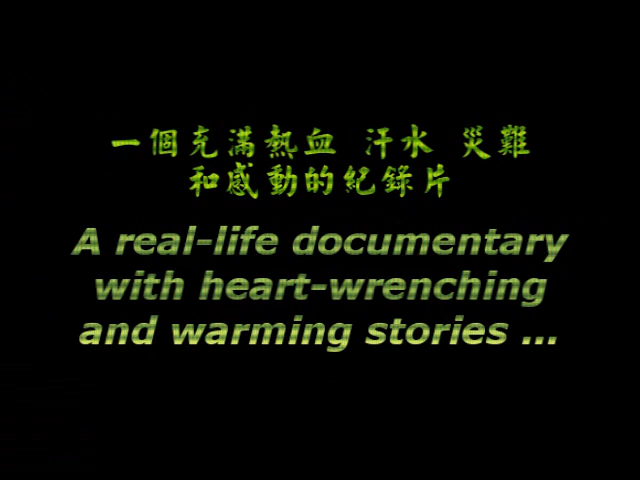 一個充滿熱血 汗水 災難
和感動的紀錄片
A real-life documentary
with heart-wrenching
and warming stories ...